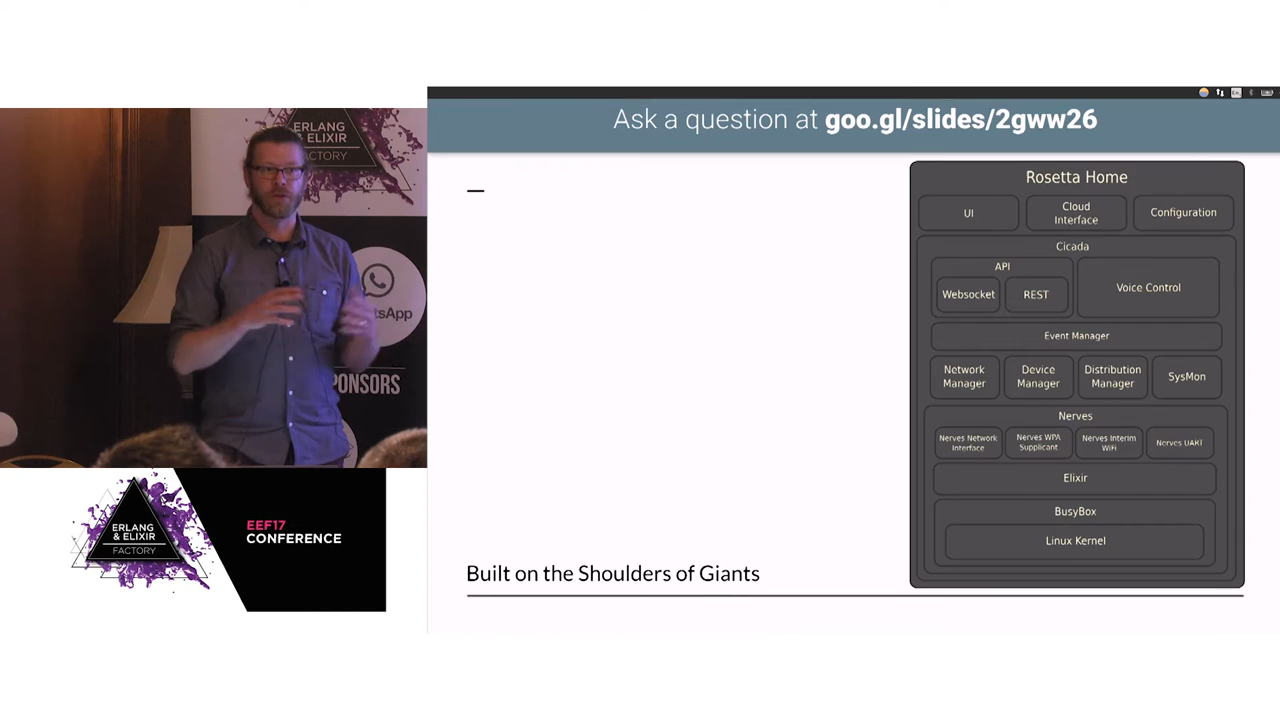 ERLANG
& ELIXIR
FACTORY
WhatsApp
SPONSORS
ERLANG
& ELIXIR
FACTORY
EEF17
CONFERENCE
Ask a question at goo.gl/slides/2gww26
–
Built on the Shoulders of Giants
Rosetta Home
UI
Cloud
Interface
Configuration
Cicada
API
Websocket
REST
Voice Control
Event Manager
Network
Manager
Device
Manager
Distribution
Manager
SysMon
Nerves
Nerves Network
Interface
Nerves WPA
Supplicant
Nerves Interim
WiFi
Nerves UART
Elixir
BusyBox
Linux Kernel